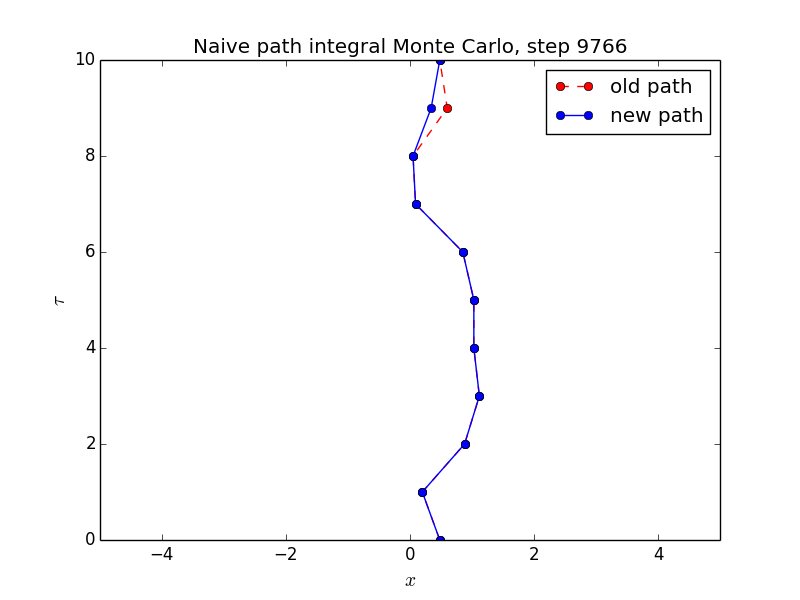 Naive path integral Monte Carlo, step 9766
old path
new path
10
8
6
4
2
0
τ
−4 −2 0 2 4
x